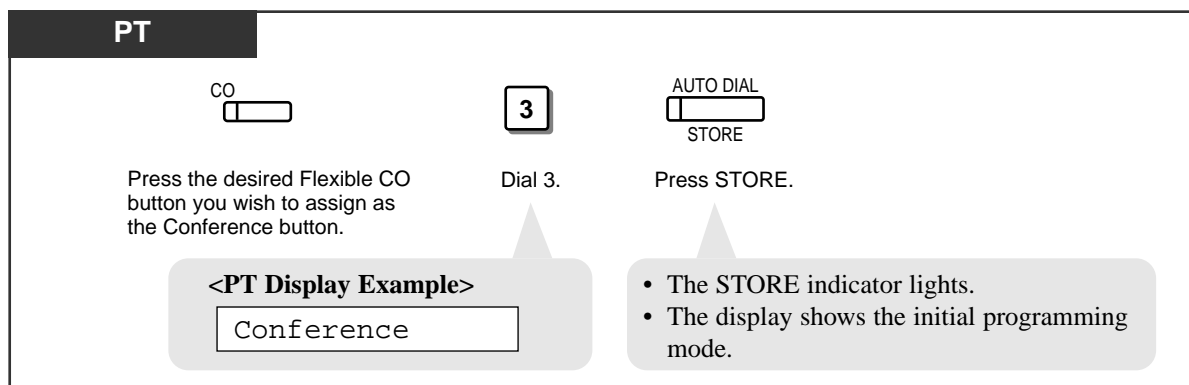 PT
CO
3
AUTO DIAL
STORE
Press the desired Flexible CO
button you wish to assign as
the Conference button.
Dial 3.
Press STORE.
<PT Display Example>
Conference
• The STORE indicator lights.
• The display shows the initial programming
mode.